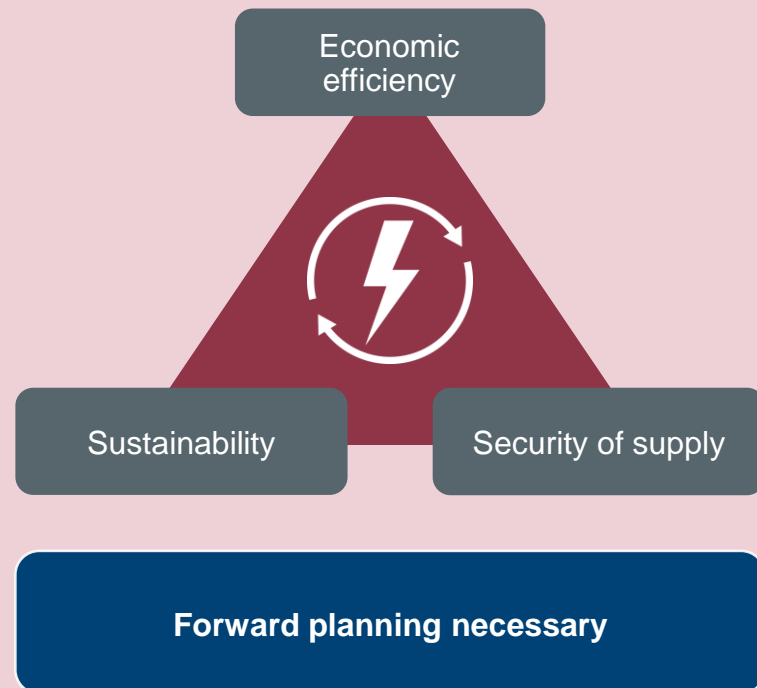 Economic
efficiency
Sustainability
Security of supply
Forward planning necessary